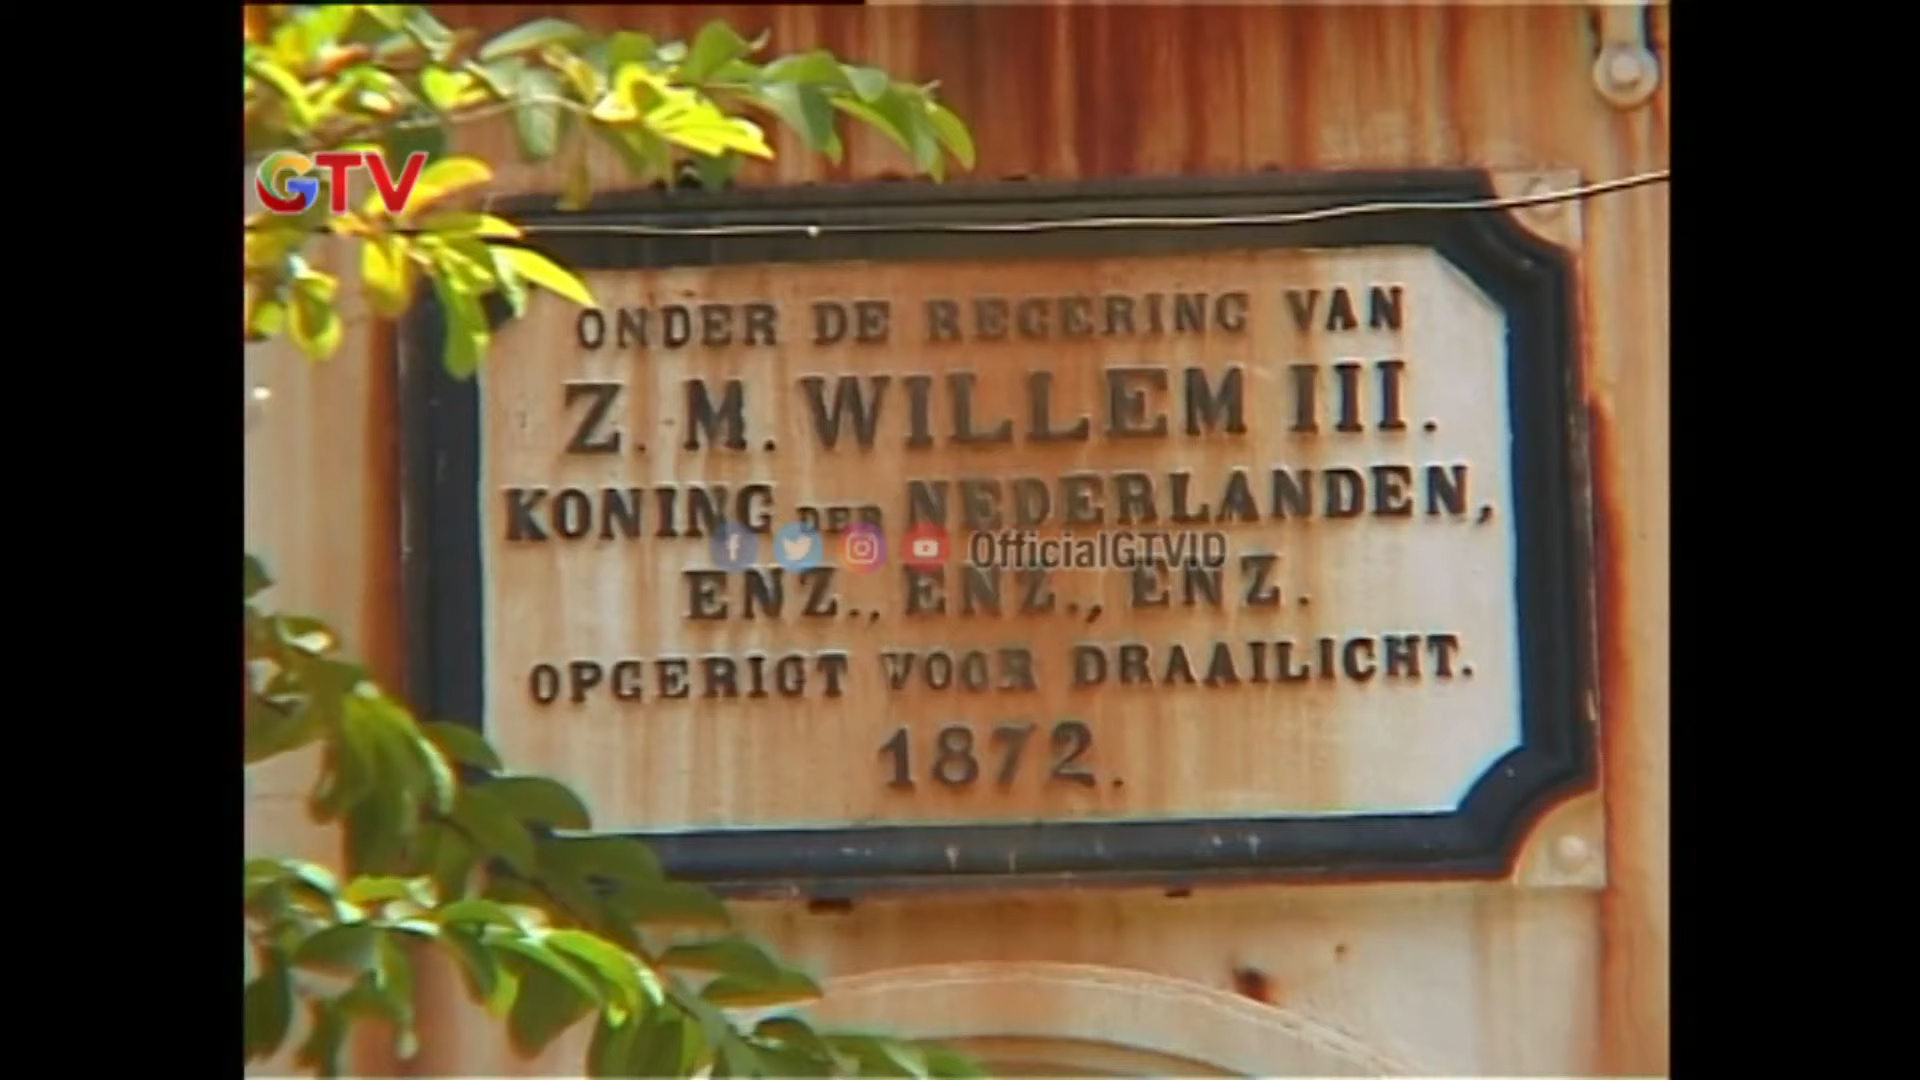 GTV
ONDER DE REGERING VAN
Z. M. WILLEM III.
KONING DER NEDERLANDEN,
OfficialGTVID
ENZ., ENZ., ENZ.
OPGERIGT VOOR DRAAILICHT.
1872.